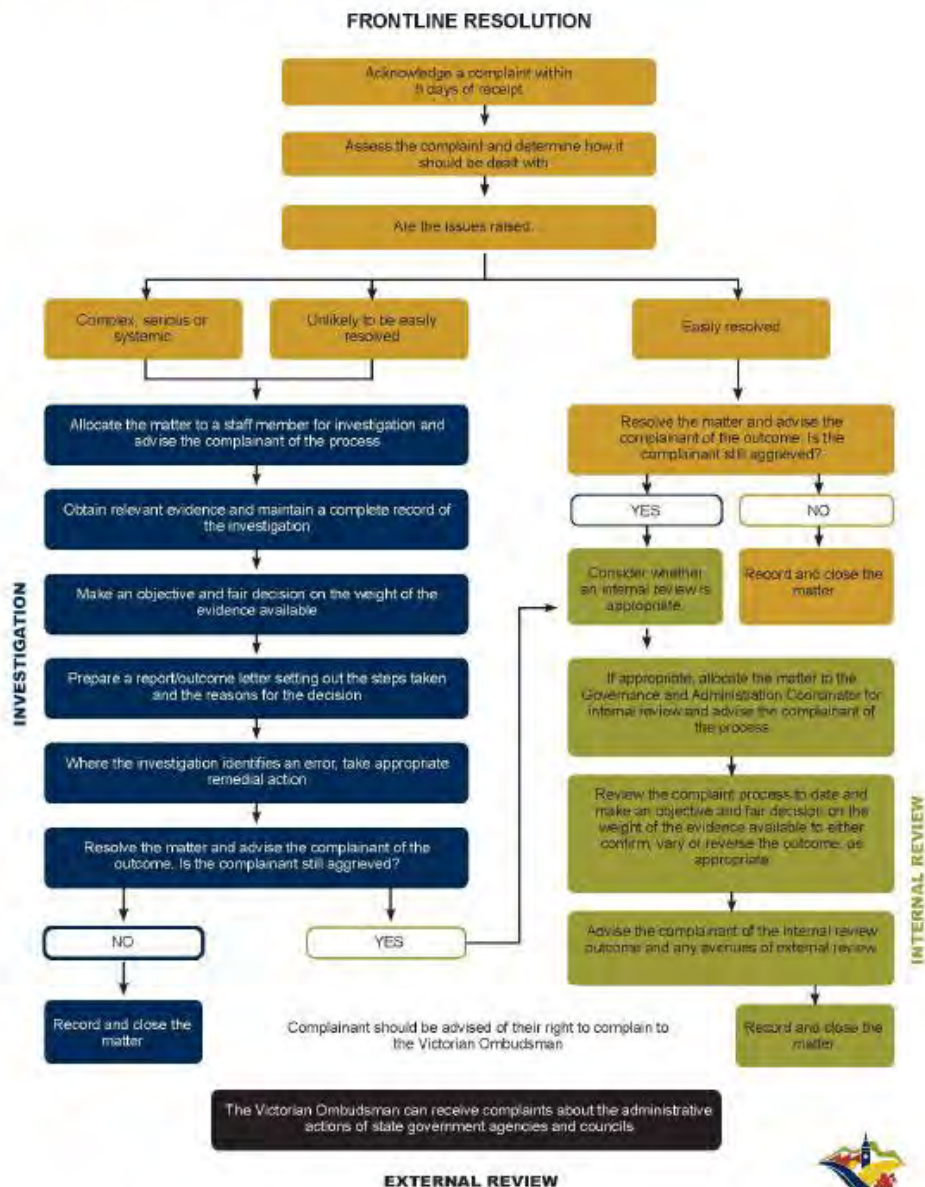 FRONTLINE RESOLUTION
Acknowledge a complaint within
days of receipt
Assess the complaint and determine how it
should be dealt with
Are the issues raised
Complex, serious or
systemic
Unlikely to be easily
resolved
Easily resolved
Allocate the matter to a staff member for investigation and
advise the complainant of the process
Obtain relevant evidence and maintain a complete record of
the investigation
Make an objective and fair decision on the weight of the
evidence available
Prepare a report/outcome letter setting out the steps taken
and the reasons for the decision
Where the investigation identifies an error, take appropriate
remedial action
Resolve the matter and advise the complainant of the
outcome. Is the complainant still aggrieved?
NO
YES
Record and close the
matter
INVESTIGATION
Resolve the matter and advise the
complainant of the outcome. Is the
complainant still aggrieved?
YES
NO
Consider whether
an internal review is
appropriate.
Record and close the
matter
If appropriate, allocate the matter to the
Governance and Administration Coordinator for
internal review and advise the complainant of
the process
Review the complaint process to date and
make an objective and fair decision on the
weight of the evidence available to either
confirm, vary or reverse the outcome, as
appropriate
Advise the complainant of the internal review
outcome and any avenues of external review
Record and close the
matter
INTERNAL REVIEW
Complainant should be advised of their right to complain to
the Victorian Ombudsman
The Victorian Ombudsman can receive complaints about the administrative
actions of state government agencies and councils
EXTERNAL REVIEW